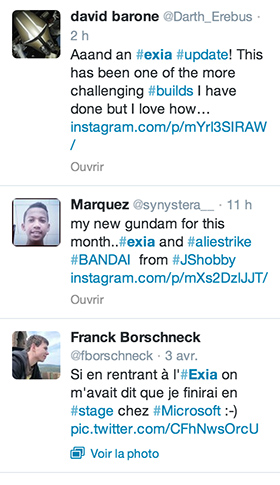 david barone @Darth_Erebus ·
2 h
Aaand an #exia #update! This
has been one of the more
challenging #builds I have
done but I love how…
instagram.com/p/mYrI3SIRAW
/
Ouvrir
Marquez @synystera__ · 11 h
my new gundam for this
month..#exia and #aliestrike
#BANDAI from #JShobby
instagram.com/p/mXs2DzlJJT/
Ouvrir
Franck Borschneck
@fborschneck · 3 avr.
Si en rentrant à l'#Exia on
m'avait dit que je finirai en
#stage chez #Microsoft :-)
pic.twitter.com/CFhNwsOrcU
Voir la photo